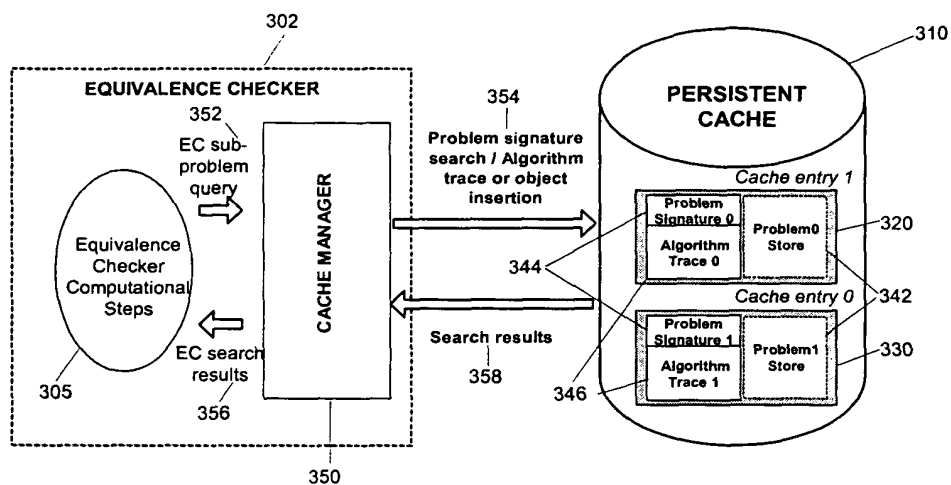 302
EQUIVALENCE CHECKER
352
EC sub-
problem
query
Equivalence
Checker
Computational
Steps
305
EC search
results
356
CACHE MANAGER
350
354
Problem signature
search / Algorithm
trace or object
insertion
Search results
358
310
PERSISTENT
CACHE
Cache entry 1
Problem
Signature 0
Algorithm
Trace 0
Problem0
Store
320
344
342
Cache entry 0
Problem
Signature 1
Algorithm
Trace 1
Problem1
Store
330
346